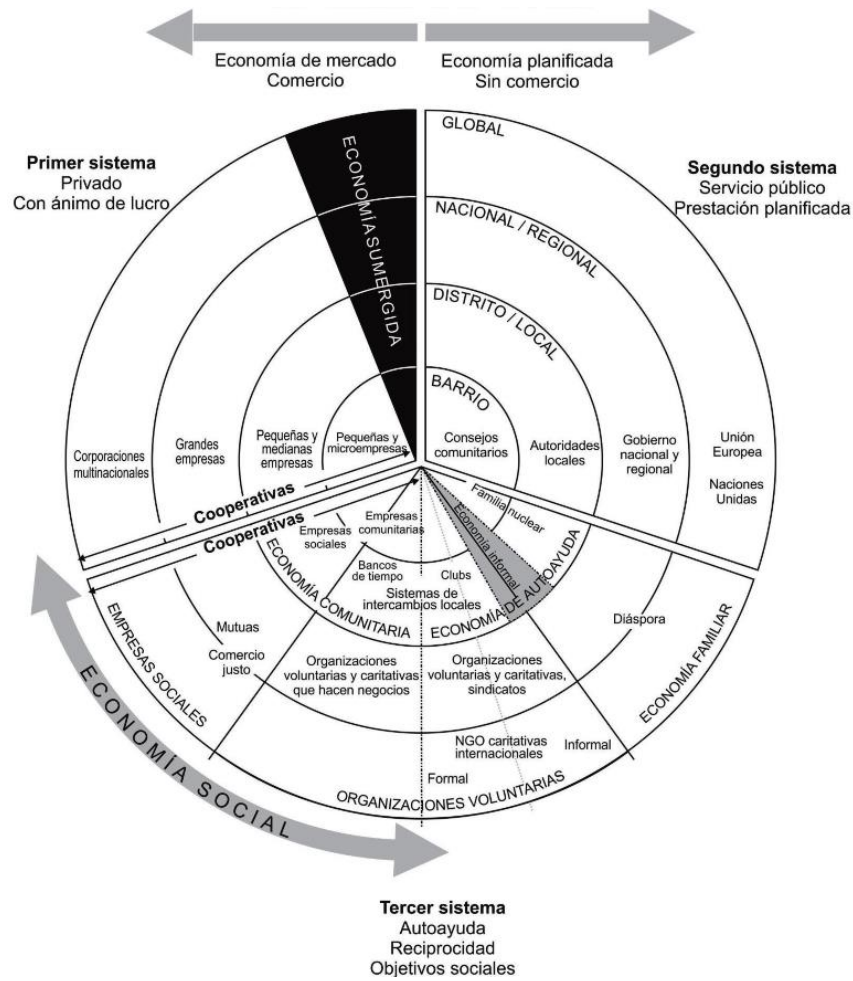 Economía de mercado
Comercio
Economía planificada
Sin comercio
Primer sistema
Privado
Con ánimo de lucro
Segundo sistema
Servicio público
Prestación planificada
ECONOMÍA SUMERGIDA
GLOBAL
NACIONAL / REGIONAL
DISTRITO / LOCAL
BARRIO
Corporaciones
multinacionales
Grandes
empresas
Pequeñas y
medianas
empresas
Pequeñas y
microempresas
Consejos
comunitarios
Autoridades
locales
Gobierno
nacional y
regional
Unión
Europea
Naciones
Unidas
Cooperativas
Cooperativas
Empresas
sociales
Empresas
comunitarias
Familia nuclear
Economía informal
Bancos
de tiempo
Clubs
Sistemas de
intercambios locales
ECONOMÍA COMUNITARIA
ECONOMÍA DE AUTOAYUDA
EMPRESAS SOCIALES
Mutuas
Comercio
justo
Organizaciones
voluntarias y caritativas
que hacen negocios
Organizaciones
voluntarias y caritativas,
sindicatos
Diáspora
ECONOMÍA FAMILIAR
NGO caritativas
internacionales
Informal
Formal
ORGANIZACIONES VOLUNTARIAS
ECONOMÍA SOCIAL
Tercer sistema
Autoayuda
Reciprocidad
Objetivos sociales